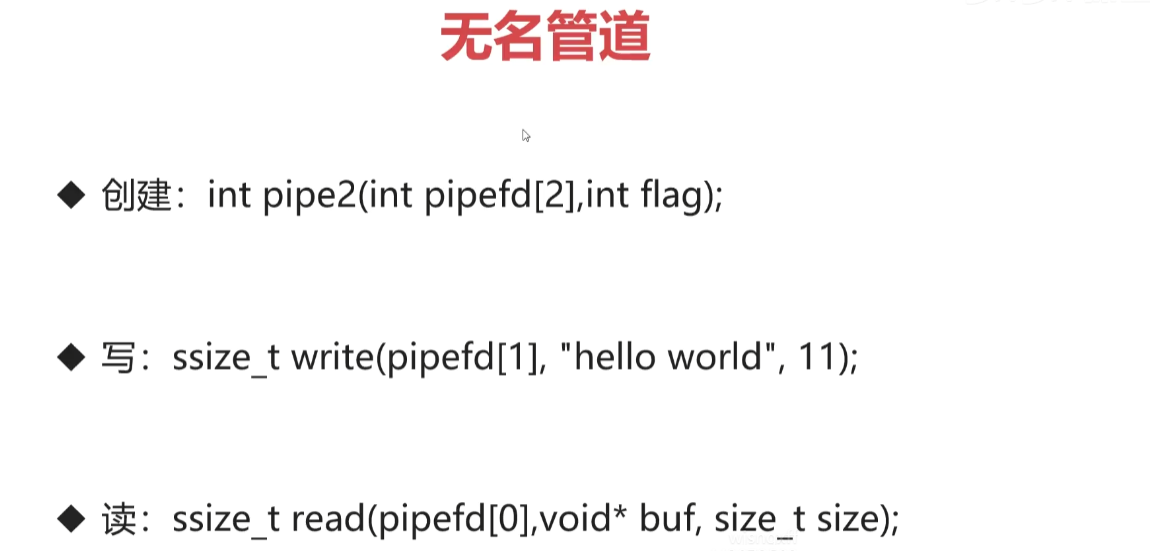 无名管道
◆ 创建：int pipe2(int pipefd[2],int flag);
◆ 写：ssize_t write(pipefd[1], "hello world", 11);
◆ 读：ssize_t read(pipefd[0],void* buf, size_t size);